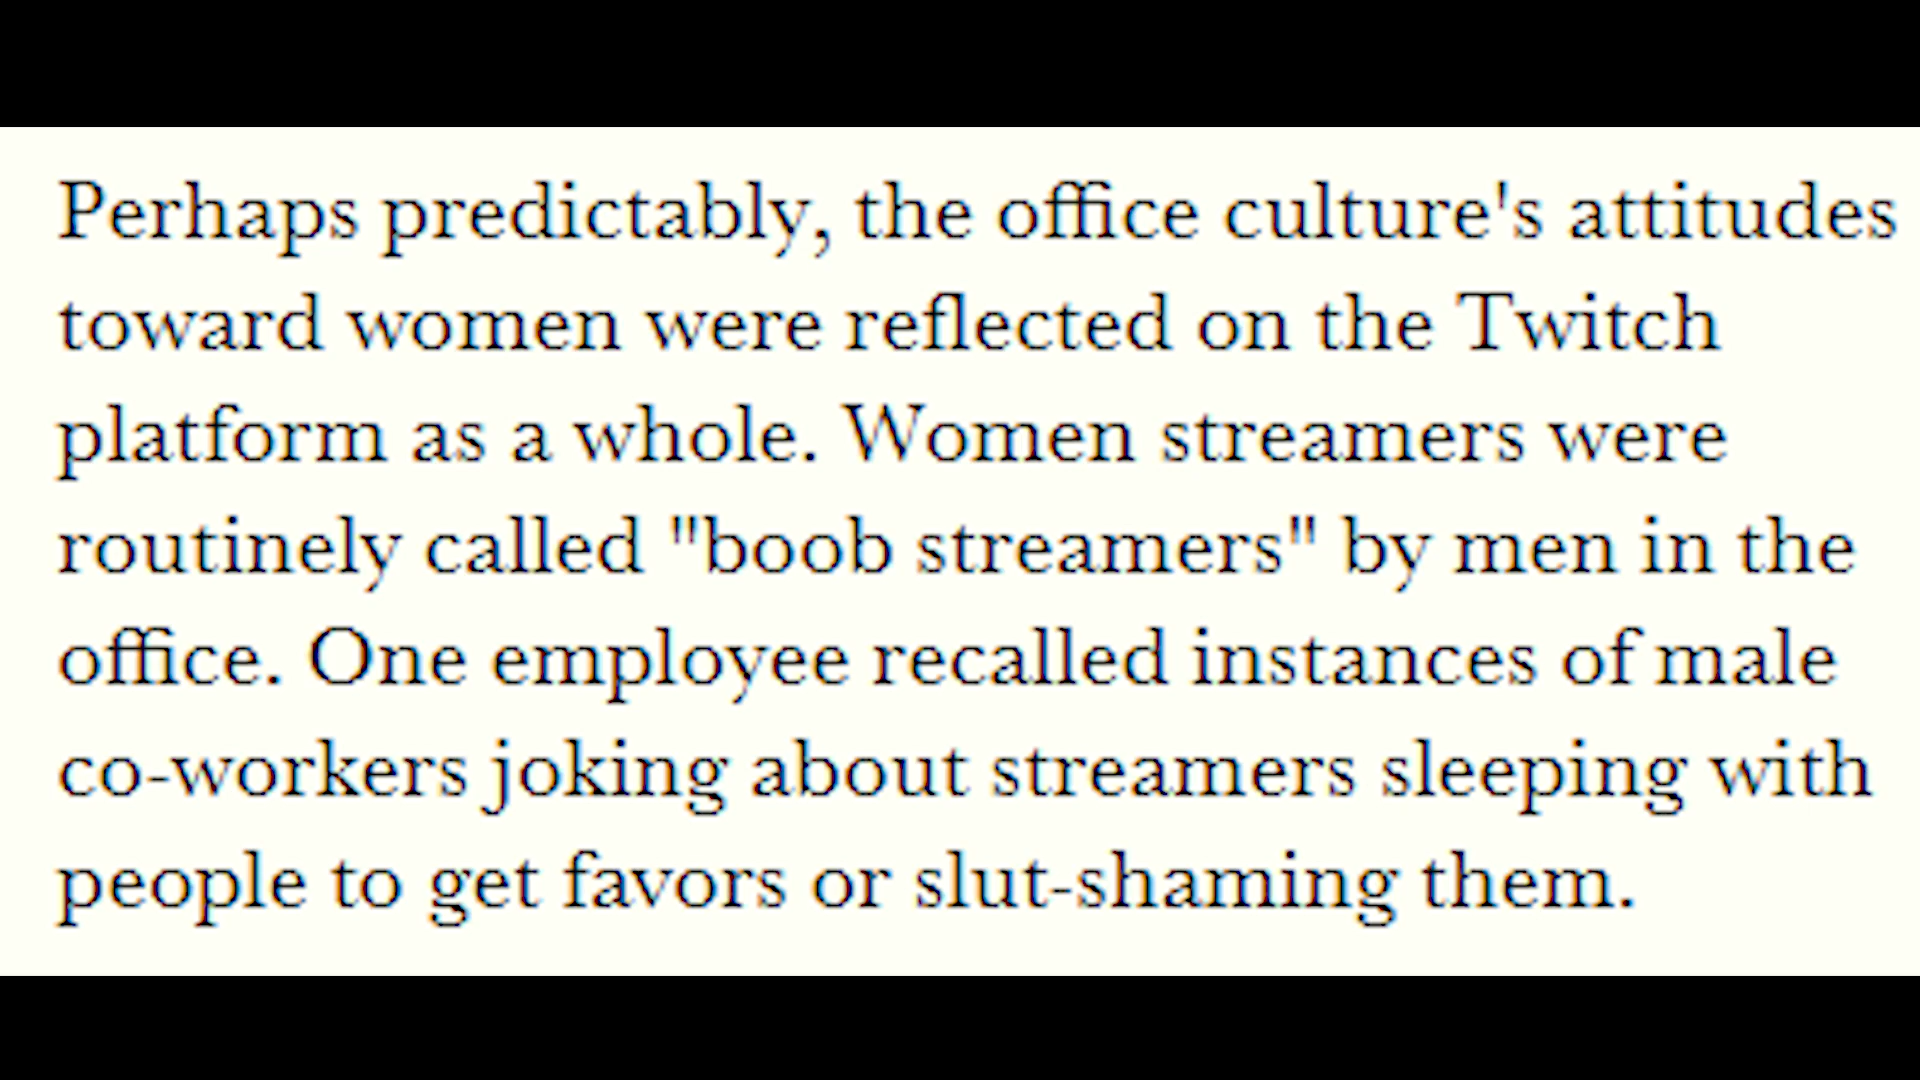 Perhaps predictably, the office culture's attitudes
toward women were reflected on the Twitch
platform as a whole. Women streamers were
routinely called "boob streamers" by men in the
office. One employee recalled instances of male
co-workers joking about streamers sleeping with
people to get favors or slut-shaming them.